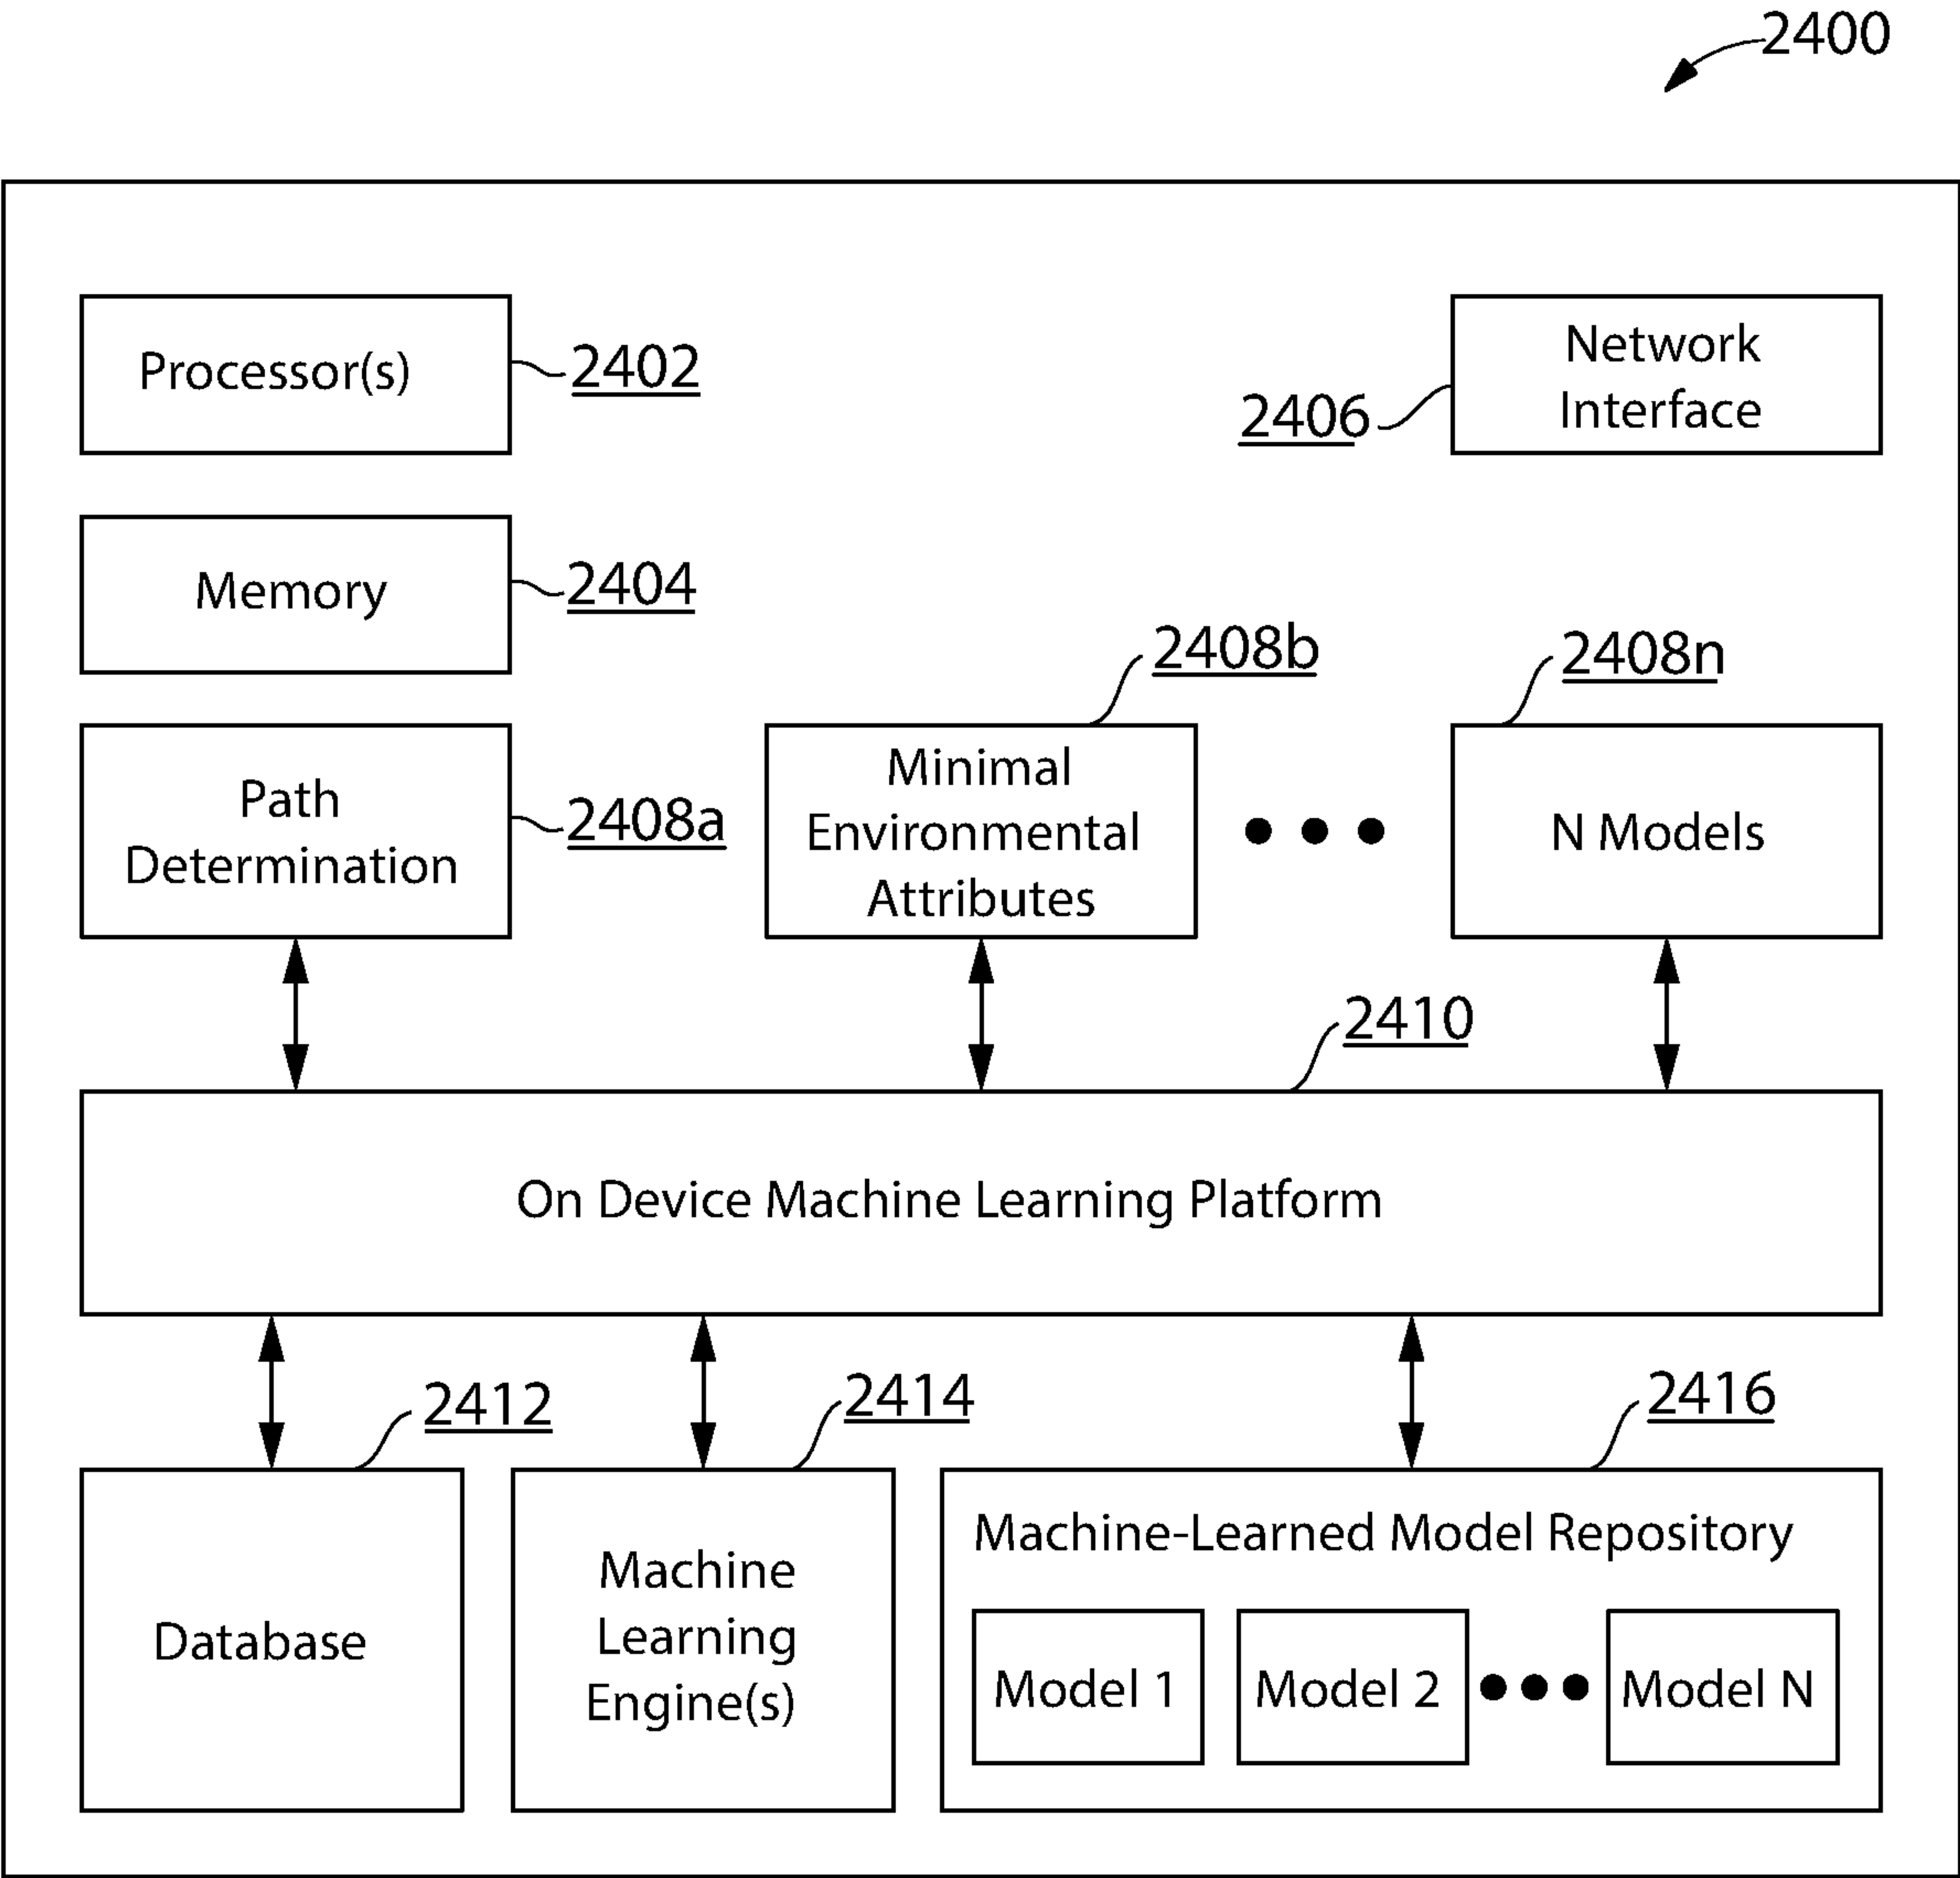 2400
Processor(s)
2402
Network
Interface
2406
Memory
2404
2408b
2408n
Path
Determination
2408a
Minimal
Environmental
Attributes
N Models
2410
On Device Machine Learning Platform
2412
2414
2416
Database
Machine
Learning
Engine(s)
Machine-Learned Model Repository
Model 1
Model 2
Model N